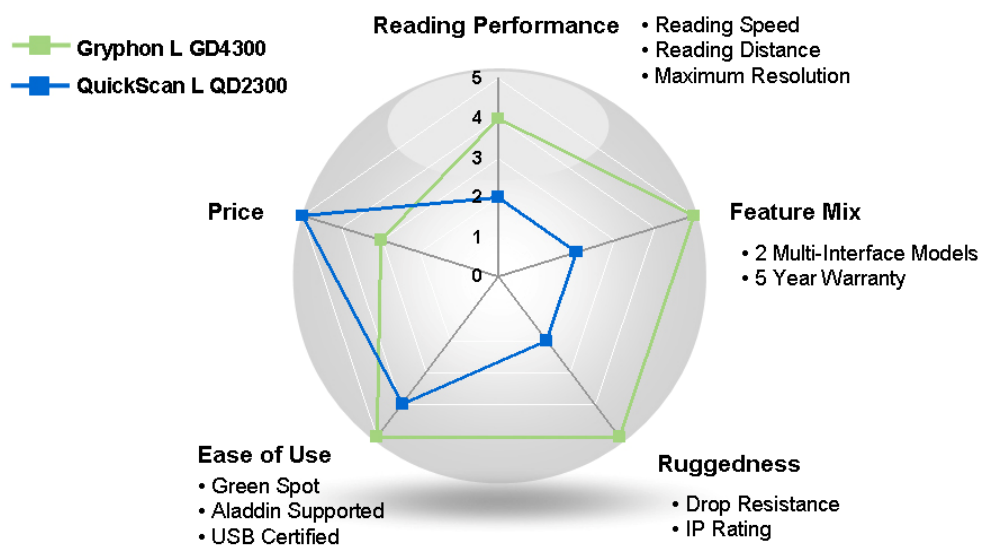 Reading Performance
• Reading Speed
• Reading Distance
• Maximum Resolution
Gryphon L GD4300
QuickScan L QD2300
5
4
3
2
1
0
Price
Feature Mix
• 2 Multi-Interface Models
• 5 Year Warranty
Ease of Use
• Green Spot
• Aladdin Supported
• USB Certified
Ruggedness
• Drop Resistance
• IP Rating